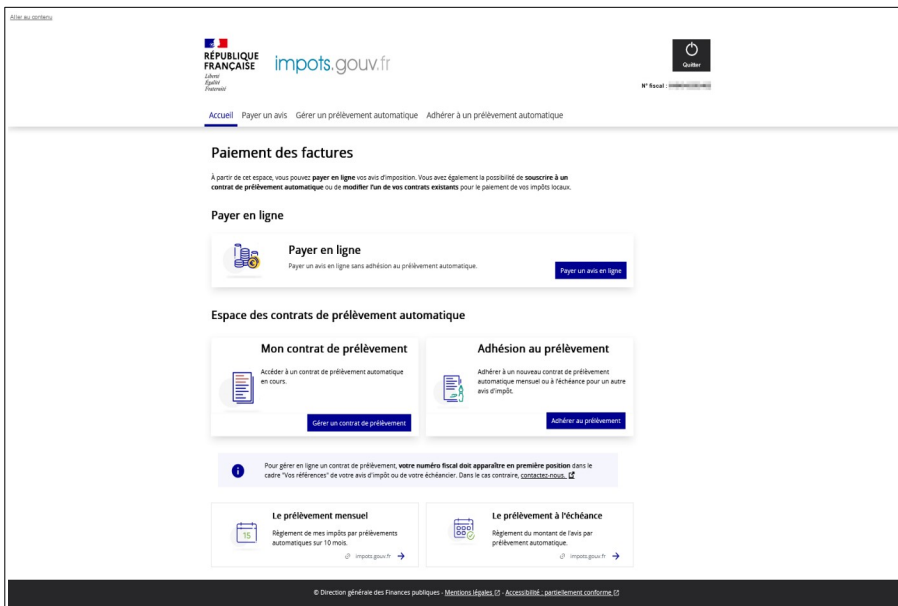 Aller au contenu
RÉPUBLIQUE
FRANÇAISE
Liberté
Égalité
Fraternité
impots.gouv.fr
Quitter
N° fiscal :
Accueil Payer un avis Gérer un prélèvement automatique Adhérer à un prélèvement automatique
Paiement des factures
À partir de cet espace, vous pouvez payer en ligne vos avis d'imposition. Vous avez également la possibilité de souscrire à un
contrat de prélèvement automatique ou de modifier l'un de vos contrats existants pour le paiement de vos impôts locaux.
Payer en ligne
Payer en ligne
Payer un avis en ligne sans adhésion au prélèvement automatique.
Payer un avis en ligne
Espace des contrats de prélèvement automatique
Mon contrat de prélèvement
Accéder à un contrat de prélèvement automatique
en cours.
Gérer un contrat de prélèvement
Adhésion au prélèvement
Adhérer à un nouveau contrat de prélèvement
automatique mensuel ou à l'échéance pour un autre
avis d'impôt.
Adhérer au prélèvement
Pour gérer en ligne un contrat de prélèvement, votre numéro fiscal doit apparaître en première position dans le
cadre "Vos références" de votre avis d'impôt ou de votre échéancier. Dans le cas contraire, contactez-nous.
Le prélèvement mensuel
15
Règlement de mes impôts par prélèvements
automatiques sur 10 mois.
impots.gouv.fr
Le prélèvement à l'échéance
Règlement du montant de l'avis par
prélèvement automatique.
impots.gouv.fr
© Direction générale des Finances publiques - Mentions légales - Accessibilité : partiellement conforme